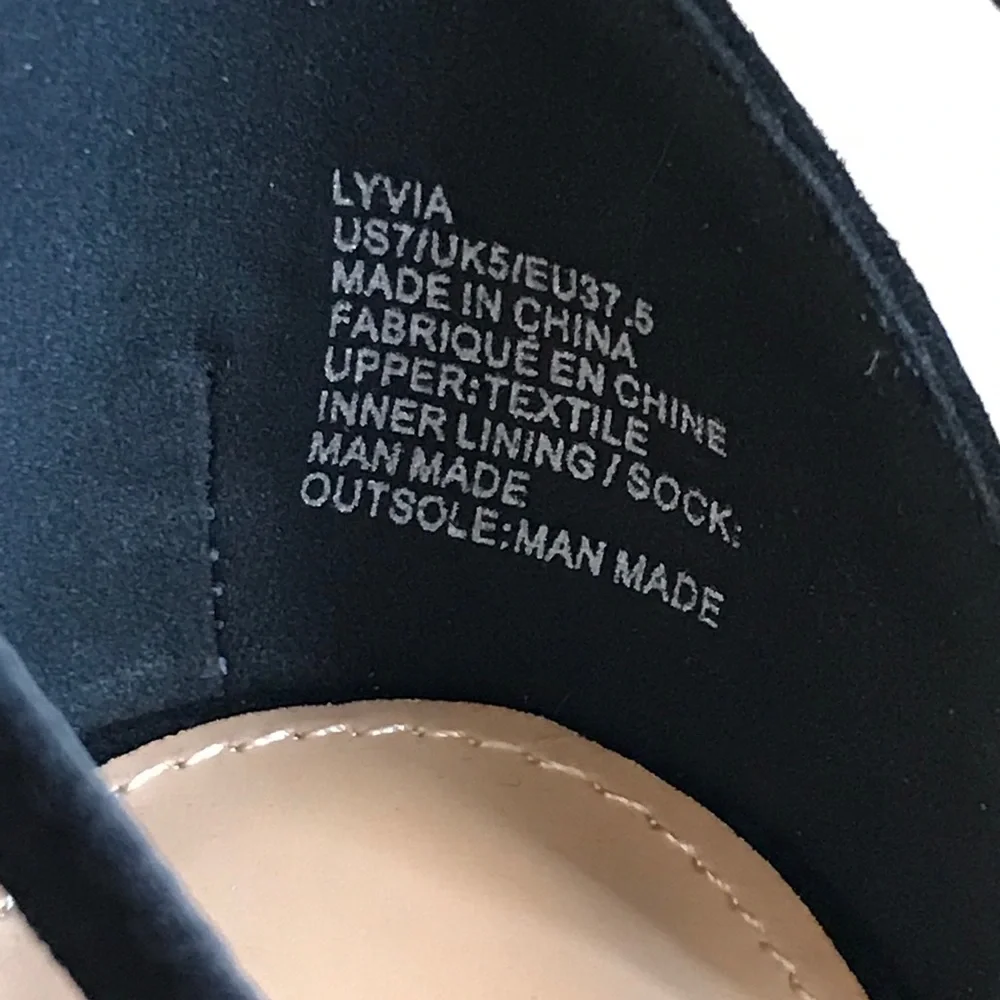 LYVIA
US7/UK5/EU37.5
MADE IN CHINA
FABRIQUÉ EN CHINE
UPPER:TEXTILE
INNER LINING / SOCK:
MAN MADE
OUTSOLE:MAN MADE